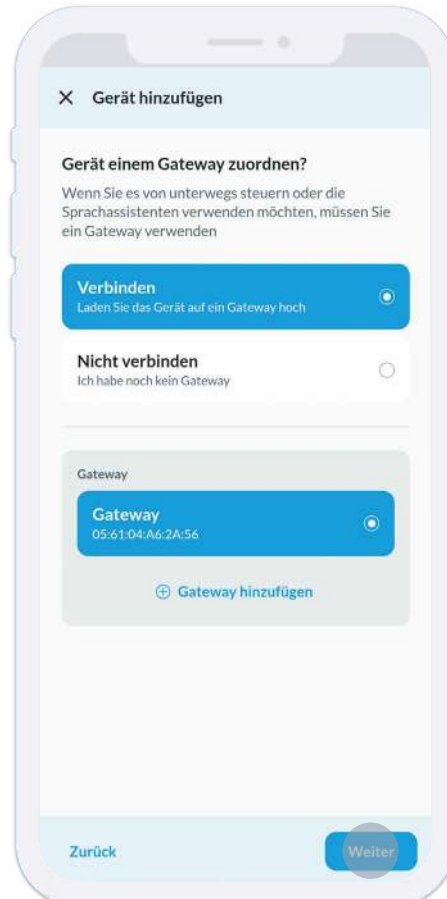 Gerät hinzufügen
Gerät einem Gateway zuordnen?
Wenn Sie es von unterwegs steuern oder die
Sprachassistenten verwenden möchten, müssen Sie
ein Gateway verwenden
Verbinden
Laden Sie das Gerät auf ein Gateway hoch
Nicht verbinden
Ich habe noch kein Gateway
Gateway
Gateway
05:61:04:A6:2A:56
Gateway hinzufügen
Zurück
Weiter